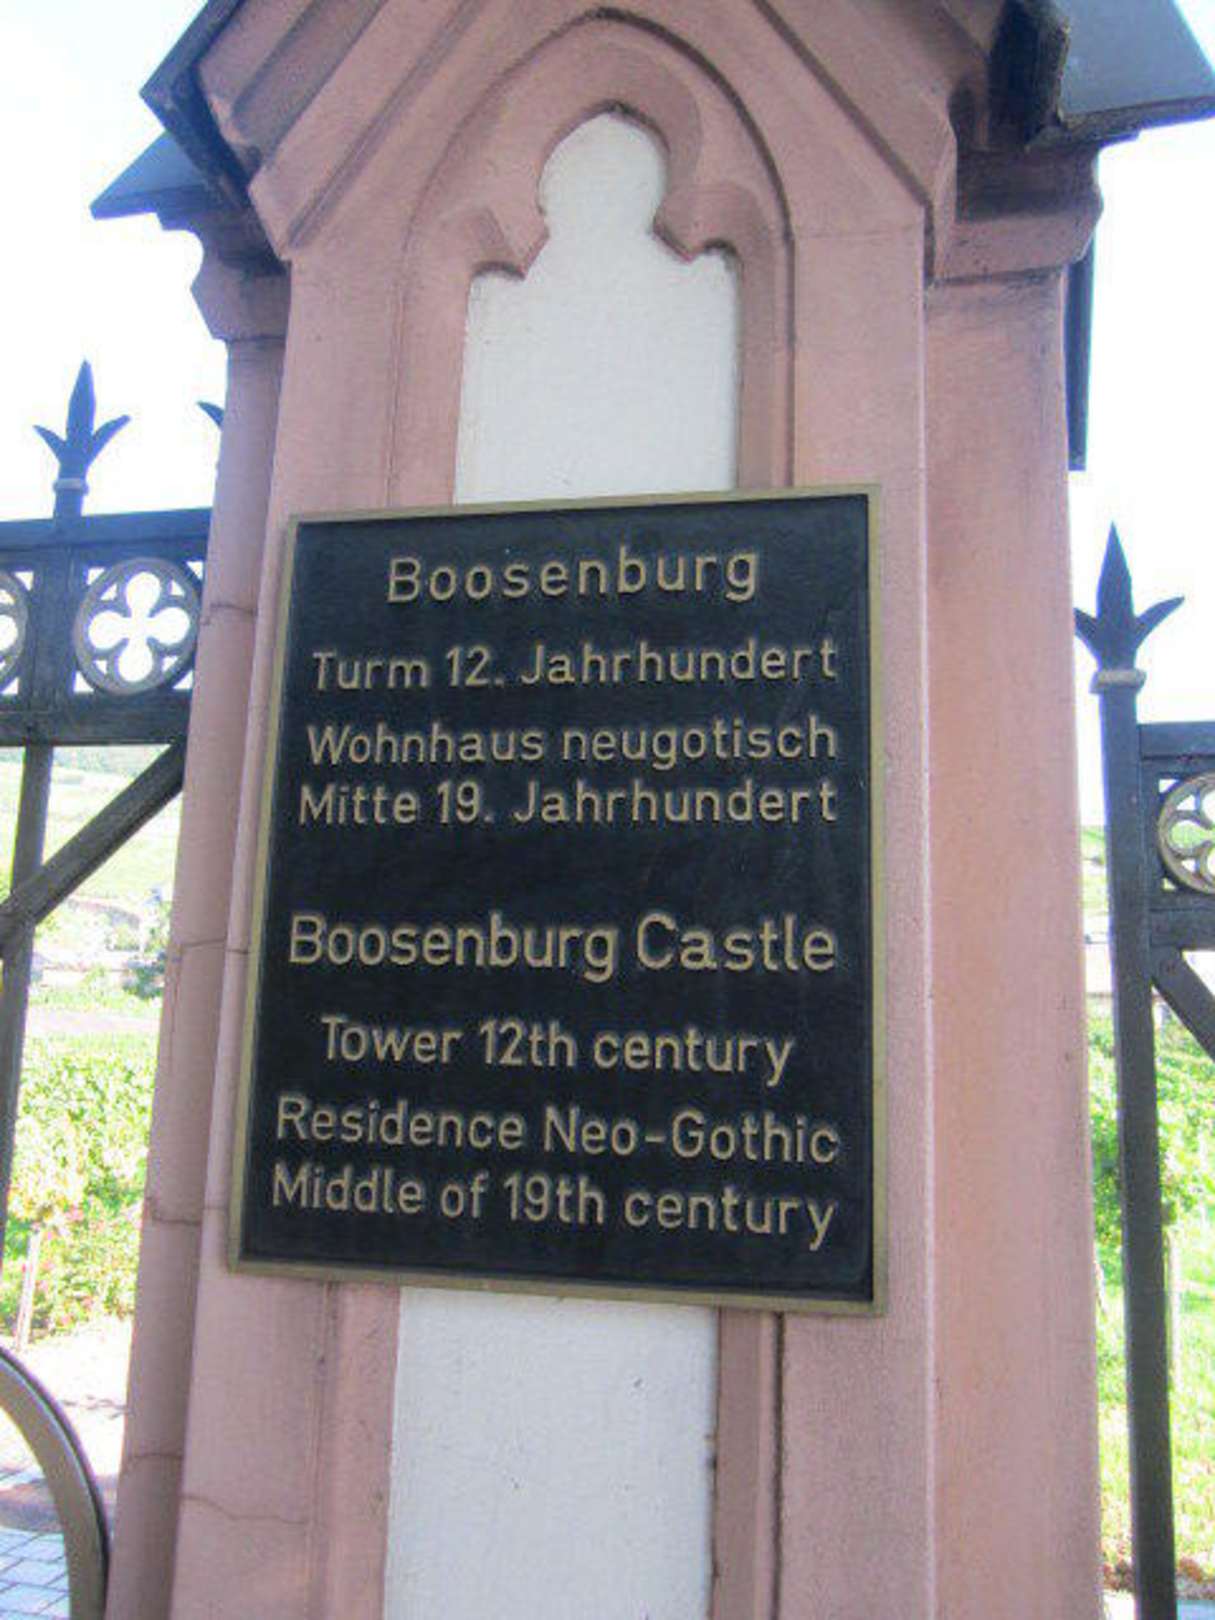 Boosenburg
Turm 12. Jahrhundert
Wohnhaus neugotisch
Mitte 19. Jahrhundert
Boosenburg Castle
Tower 12th century
Residence Neo-Gothic
Middle of 19th century